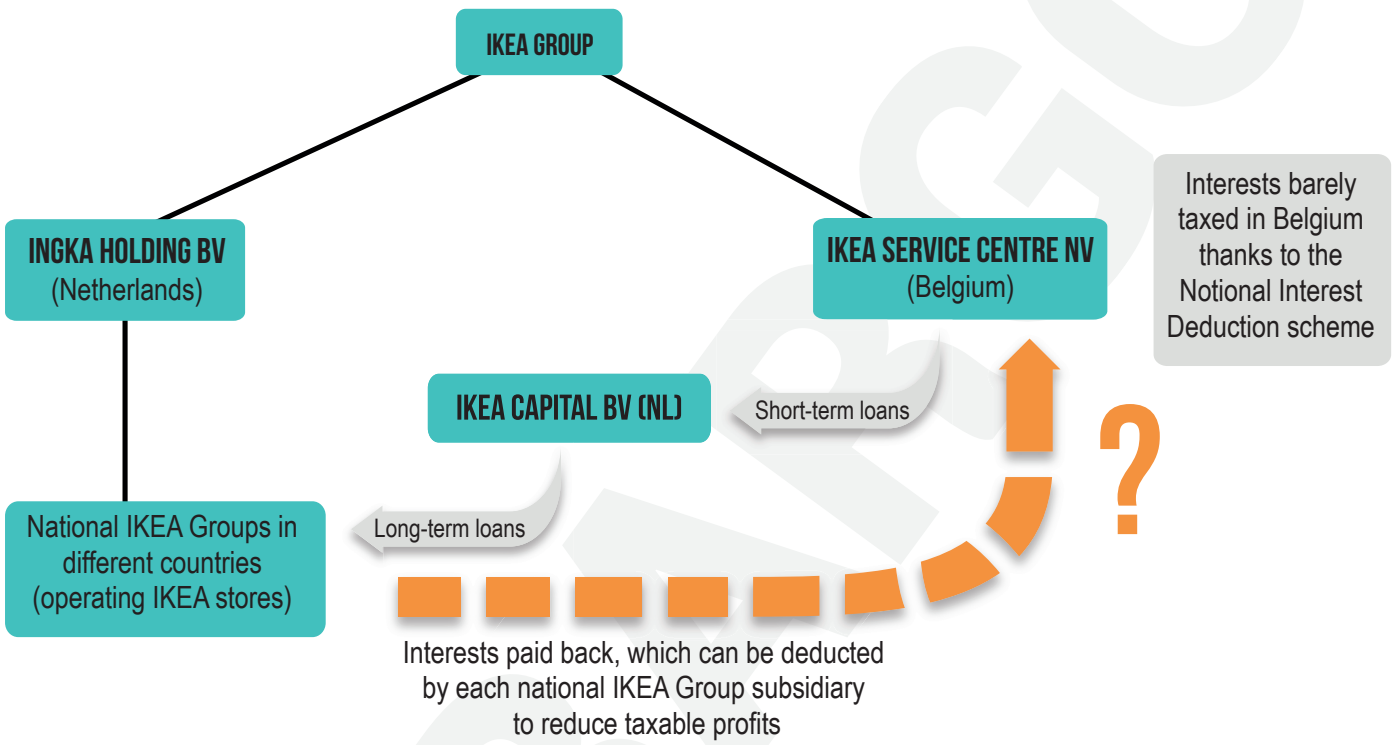 IKEA GROUP
INGKA HOLDING BV
(Netherlands)
IKEA SERVICE CENTRE NV
(Belgium)
Interests barely
taxed in Belgium
thanks to the
Notional Interest
Deduction scheme
IKEA CAPITAL BV (NL)
Short-term loans
?
National IKEA Groups in
different countries
(operating IKEA stores)
Long-term loans
Interests paid back, which can be deducted
by each national IKEA Group subsidiary
to reduce taxable profits